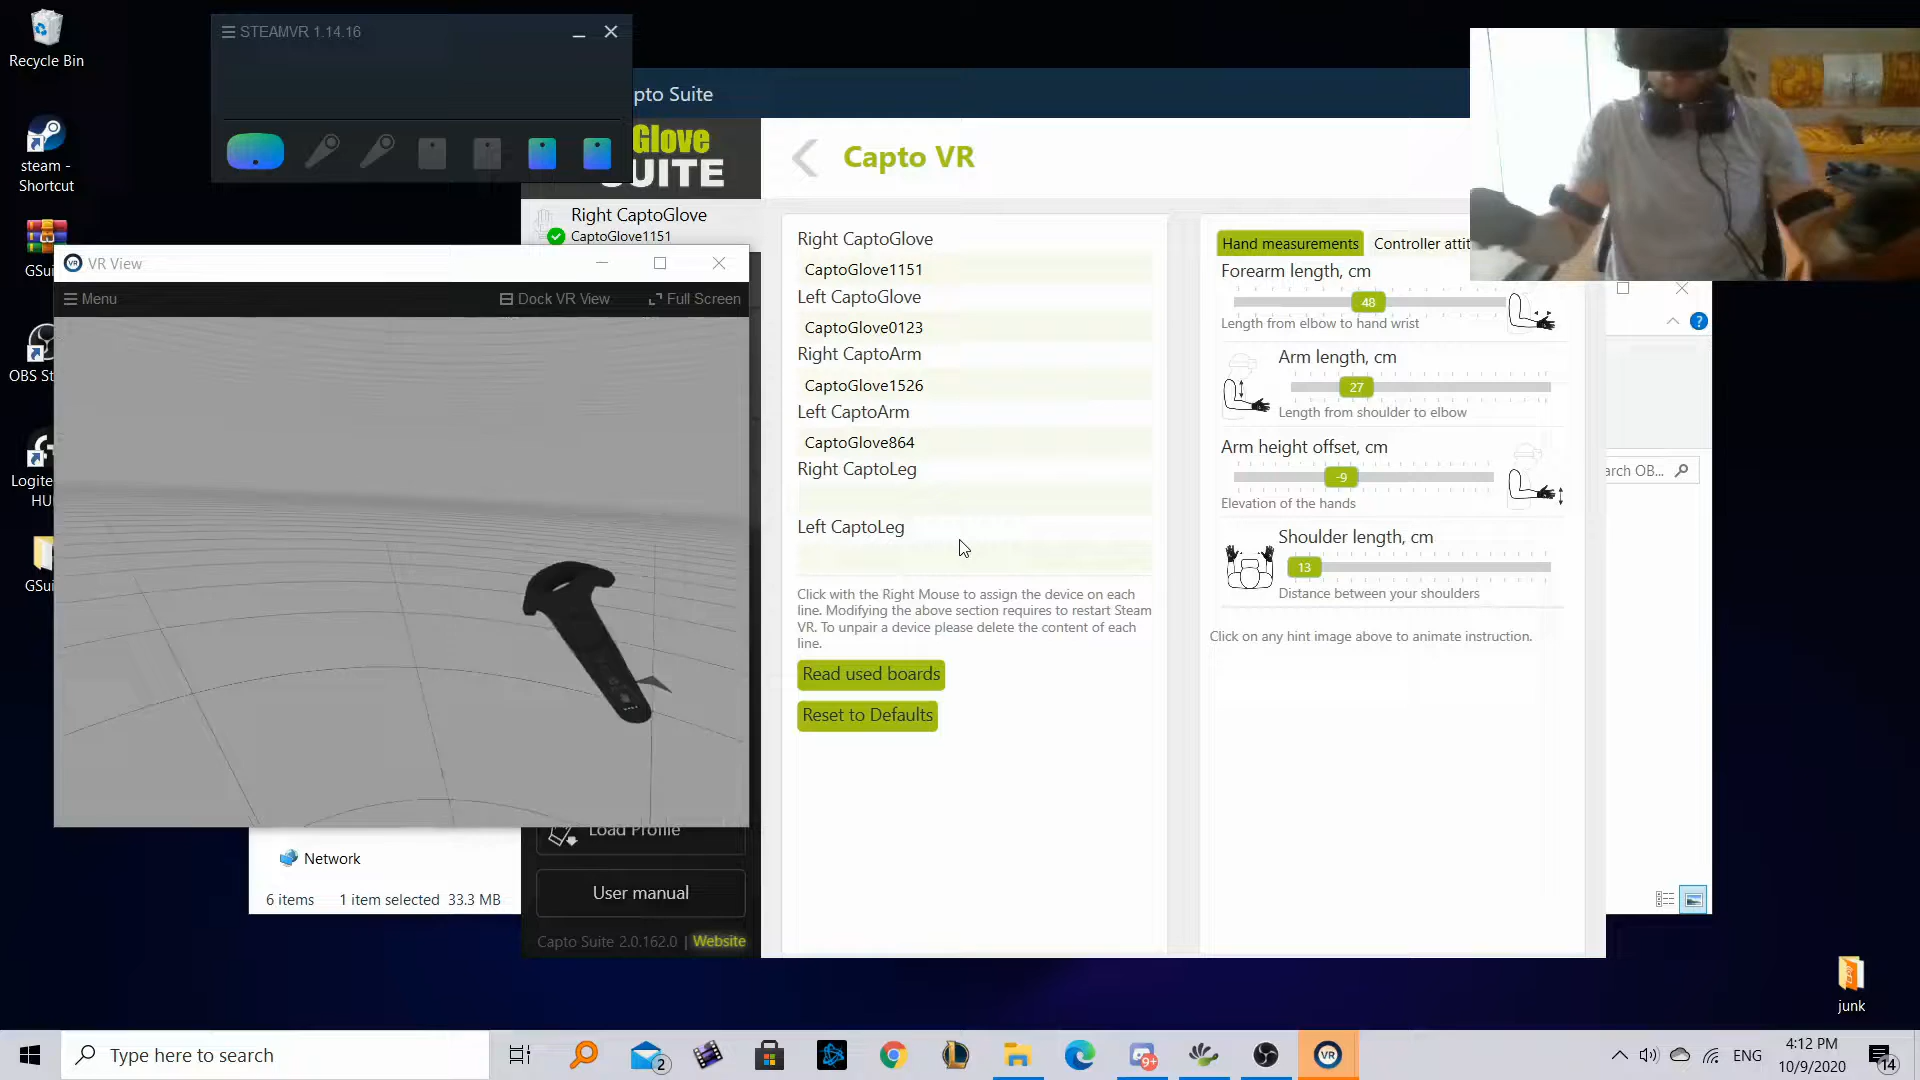 Recycle Bin
steam -
Shortcut
GSui
OBS St
Logite
HU
GSui
STEAMVR 1.14.16
pto Suite
Glove
SUITE
Right CaptoGlove
CaptoGlove1151
VR View
Menu
Dock VR View
Full Screen
Load Profile
User manual
Capto Suite 2.0.162.0 | Website
Network
6 items
1 item selected 33.3 MB
Capto VR
Right CaptoGlove
CaptoGlove1151
Left CaptoGlove
CaptoGlove0123
Right CaptoArm
CaptoGlove1526
Left CaptoArm
CaptoGlove864
Right CaptoLeg
Left CaptoLeg
Click with the Right Mouse to assign the device on each
line. Modifying the above section requires to restart Steam
VR. To unpair a device please delete the content of each
line.
Read used boards
Reset to Defaults
Hand measurements
Controller attit
Forearm length, cm
48
Length from elbow to hand wrist
Arm length, cm
27
Length from shoulder to elbow
Arm height offset, cm
-9
Elevation of the hands
Shoulder length, cm
13
Distance between your shoulders
Click on any hint image above to animate instruction.
arch OB...
junk
Type here to search
2
9+
VR
ENG
4:12 PM
10/9/2020
14